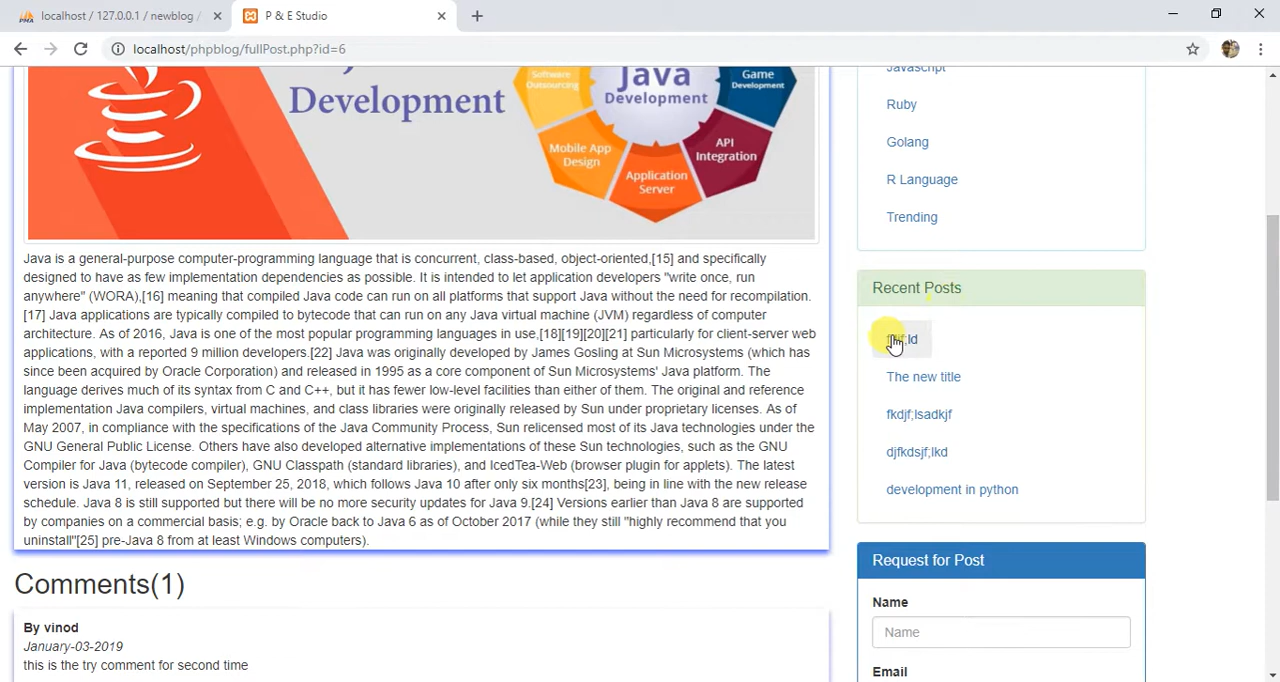 localhost / 127.0.0.1 / newblog /
P & E Studio
localhost/phpblog/fullPost.php?id=6
Development
Software
Outsourcing
Java
Development
Game
Development
Mobile App
Design
API
Integration
Application
Server
Java is a general-purpose computer-programming language that is concurrent, class-based, object-oriented,[15] and specifically
designed to have as few implementation dependencies as possible. It is intended to let application developers "write once, run
anywhere" (WORA),[16] meaning that compiled Java code can run on all platforms that support Java without the need for recompilation.
[17] Java applications are typically compiled to bytecode that can run on any Java virtual machine (JVM) regardless of computer
architecture. As of 2016, Java is one of the most popular programming languages in use,[18][19][20][21] particularly for client-server web
applications, with a reported 9 million developers.[22] Java was originally developed by James Gosling at Sun Microsystems (which has
since been acquired by Oracle Corporation) and released in 1995 as a core component of Sun Microsystems' Java platform. The
language derives much of its syntax from C and C++, but it has fewer low-level facilities than either of them. The original and reference
implementation Java compilers, virtual machines, and class libraries were originally released by Sun under proprietary licenses. As of
May 2007, in compliance with the specifications of the Java Community Process, Sun relicensed most of its Java technologies under the
GNU General Public License. Others have also developed alternative implementations of these Sun technologies, such as the GNU
Compiler for Java (bytecode compiler), GNU Classpath (standard libraries), and IcedTea-Web (browser plugin for applets). The latest
version is Java 11, released on September 25, 2018, which follows Java 10 after only six months[23], being in line with the new release
schedule. Java 8 is still supported but there will be no more security updates for Java 9.[24] Versions earlier than Java 8 are supported
by companies on a commercial basis; e.g. by Oracle back to Java 6 as of October 2017 (while they still "highly recommend that you
uninstall"[25] pre-Java 8 from at least Windows computers).
Comments(1)
By vinod
January-03-2019
this is the try comment for second time
Javascript
Ruby
Golang
R Language
Trending
Recent Posts
The new title
fkdjf;lsadkjf
djfkdsjf;lkd
development in python
Request for Post
Name
Name
Email